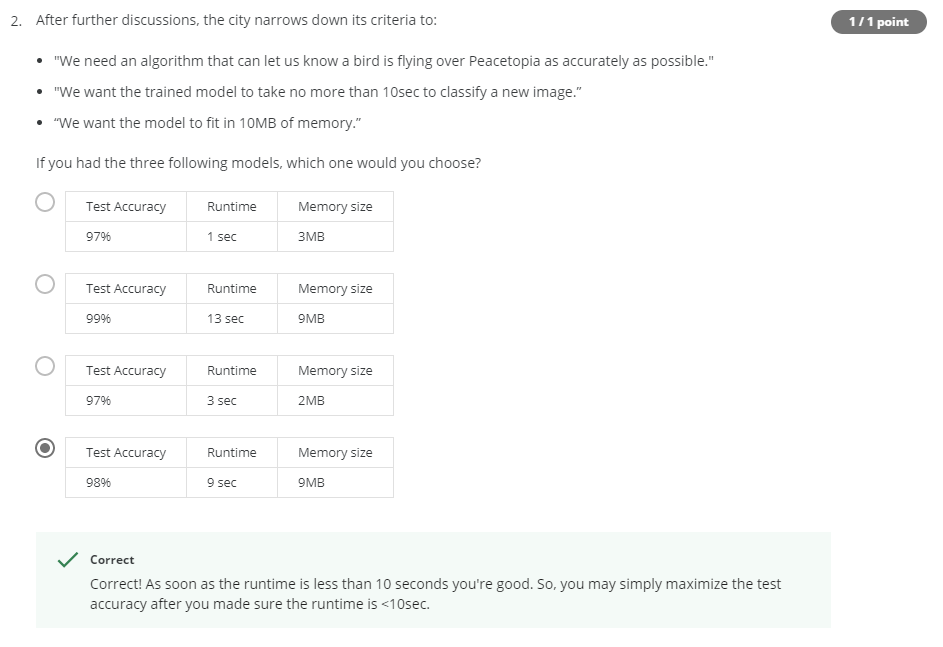 2. After further discussions, the city narrows down its criteria to:
1 / 1 point
• "We need an algorithm that can let us know a bird is flying over Peacetopia as accurately as possible."
• "We want the trained model to take no more than 10sec to classify a new image.”
• “We want the model to fit in 10MB of memory.”
If you had the three following models, which one would you choose?
Test Accuracy Runtime Memory size
97% 1 sec 3MB
Test Accuracy Runtime Memory size
99% 13 sec 9MB
Test Accuracy Runtime Memory size
97% 3 sec 2MB
Test Accuracy Runtime Memory size
98% 9 sec 9MB
Correct
Correct! As soon as the runtime is less than 10 seconds you're good. So, you may simply maximize the test
accuracy after you made sure the runtime is <10sec.